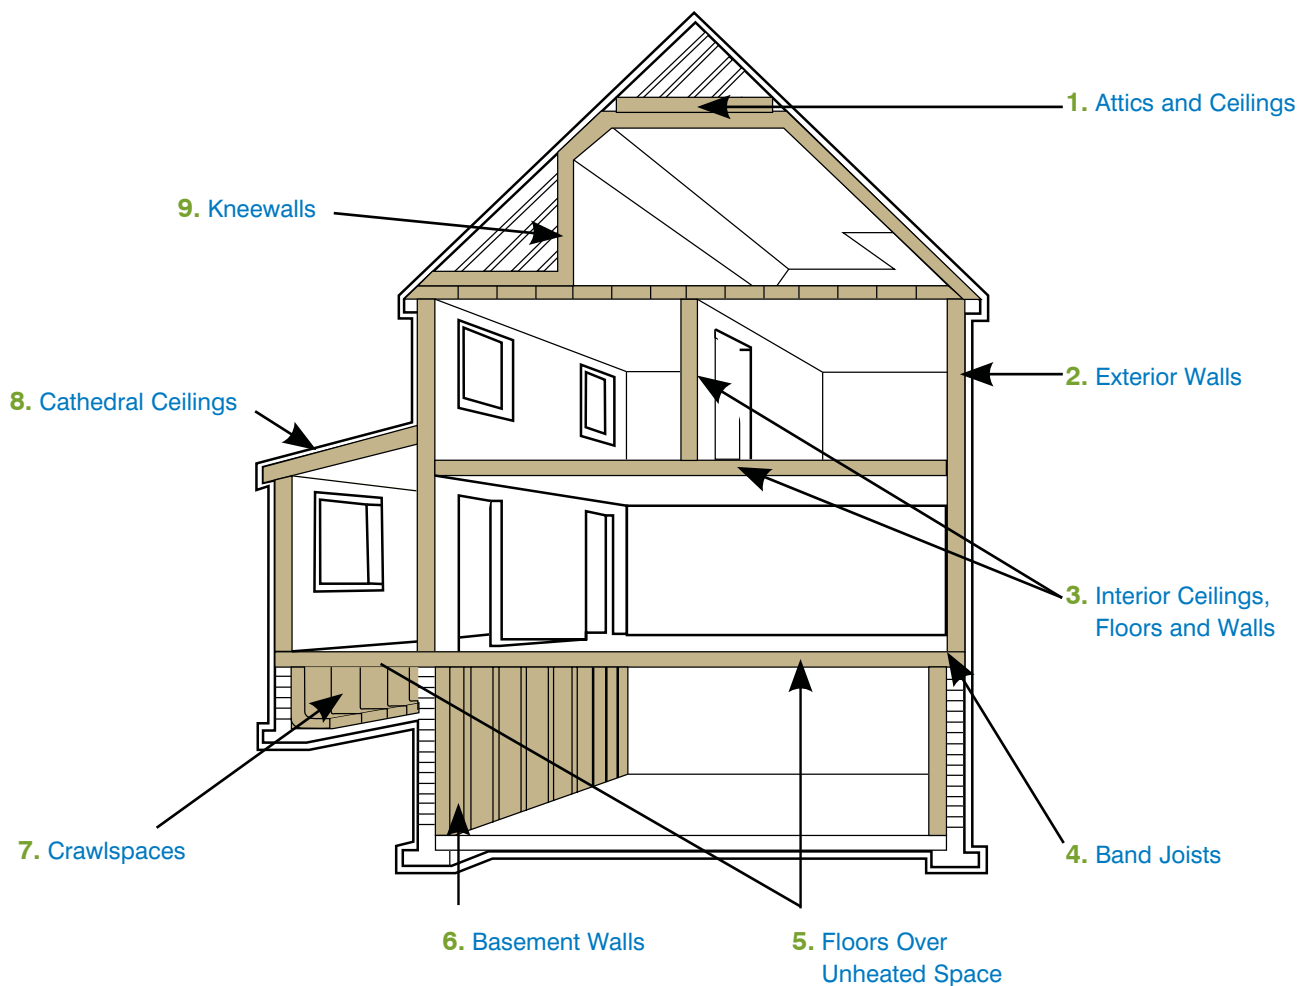 1. Attics and Ceilings
9. Kneewalls
2. Exterior Walls
8. Cathedral Ceilings
3. Interior Ceilings,
Floors and Walls
7. Crawlspaces
4. Band Joists
6. Basement Walls
5. Floors Over
Unheated Space